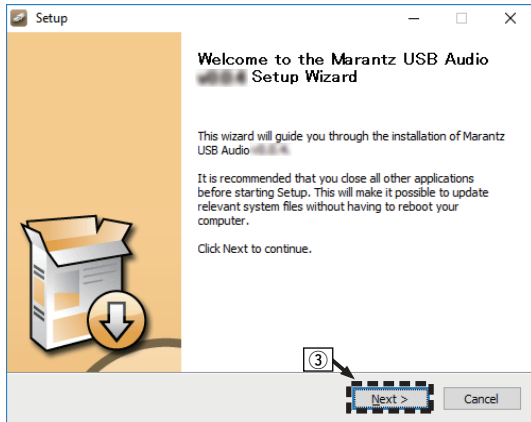 Setup
Welcome to the Marantz USB Audio
Setup Wizard
This wizard will guide you through the installation of Marantz
USB Audio
It is recommended that you close all other applications
before starting Setup. This will make it possible to update
relevant system files without having to reboot your
computer.
Click Next to continue.
③
Next >
Cancel